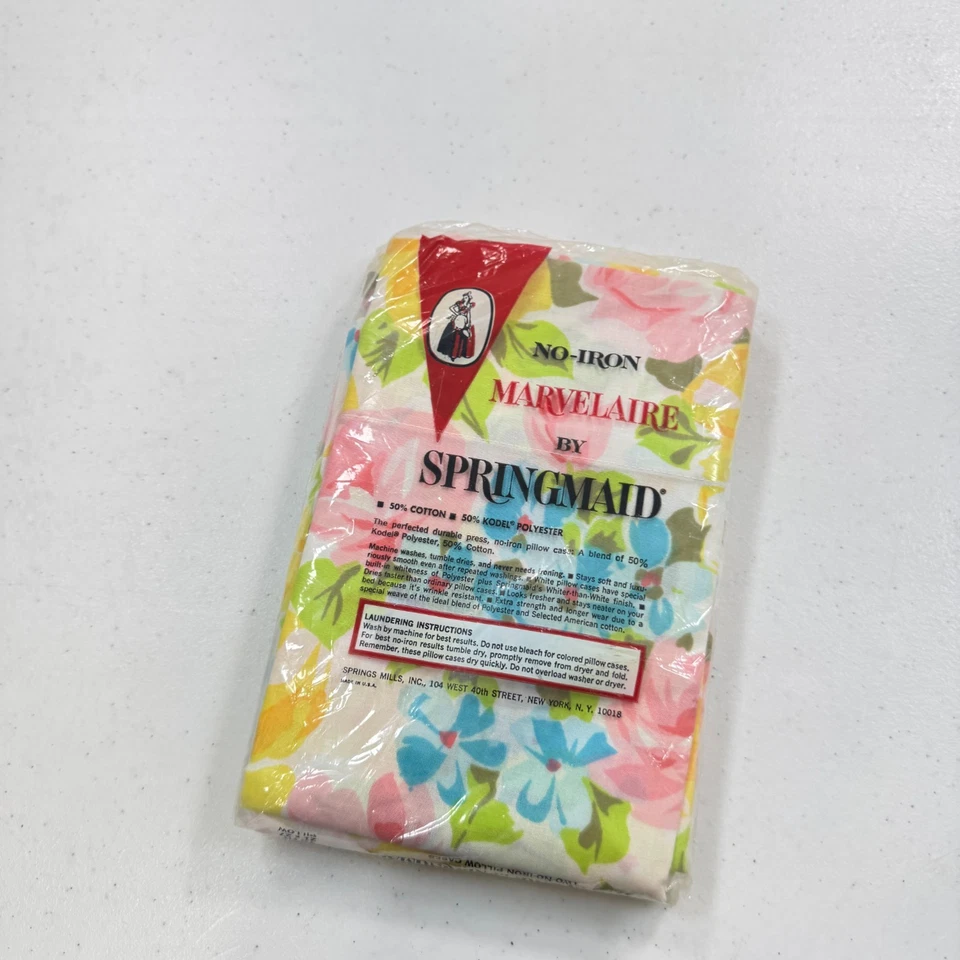 NO-IRON
MARVELAIRE
BY
SPRINGMAID®
■ 50% COTTON ■ 50% KODEL® POLYESTER
The perfected durable press, no-iron pillow case. A blend of 50%
Kodel® Polyester, 50% Cotton.
Machine washes, tumble dries, and never needs ironing. ■ Stays soft and luxu-
riously smooth even after repeated washings. ■ White pillow cases have special
built-in whiteness of Polyester plus Springmaid's Whiter-than-White finish. ■
Dries faster than ordinary pillow cases. ■ Looks fresher and stays neater on your
bed because it's wrinkle resistant. ■ Extra strength and longer wear due to a
special weave of the ideal blend of Polyester and Selected American cotton.
LAUNDERING INSTRUCTIONS
Wash by machine for best results. Do not use bleach for colored pillow cases.
For best no-iron results tumble dry, promptly remove from dryer and fold.
Remember, these pillow cases dry quickly. Do not overload washer or dryer.
SPRINGS MILLS, INC., 104 WEST 40th STREET, NEW YORK, N. Y. 10018
MADE IN U.S.A.